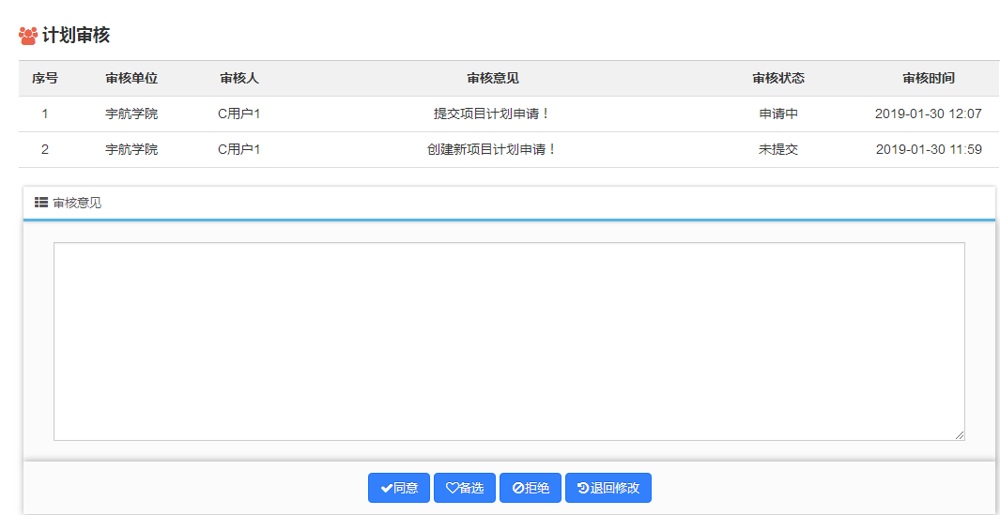 计划审核
序号 审核单位 审核人 审核意见 审核状态 审核时间
1 宇航学院 C用户1 提交项目计划申请！ 申请中 2019-01-30 12:07
2 宇航学院 C用户1 创建新项目计划申请！ 未提交 2019-01-30 11:59
审核意见
同意 备选 拒绝 退回修改